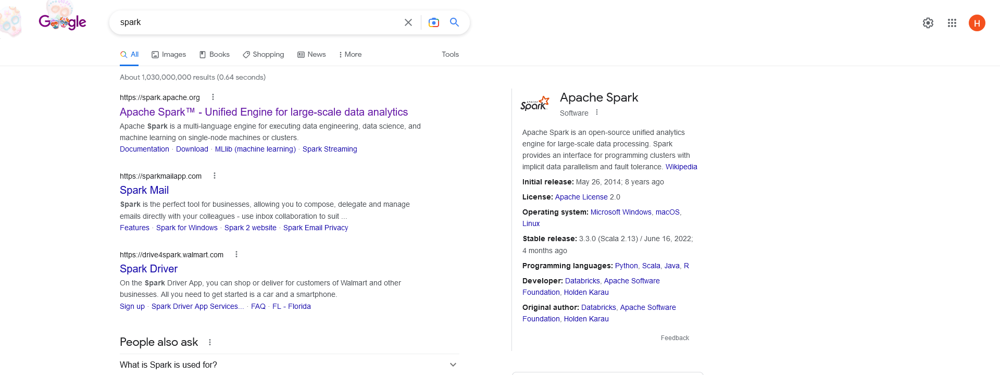 Google
spark
H
All Images Books Shopping News More Tools
About 1,030,000,000 results (0.64 seconds)
https://spark.apache.org
Apache Spark™ - Unified Engine for large-scale data analytics
Apache Spark is a multi-language engine for executing data engineering, data science, and
machine learning on single-node machines or clusters.
Documentation · Download · MLlib (machine learning) · Spark Streaming
https://sparkmailapp.com
Spark Mail
Spark is the perfect tool for businesses, allowing you to compose, delegate and manage
emails directly with your colleagues - use inbox collaboration to suit ...
Features · Spark for Windows · Spark 2 website · Spark Email Privacy
https://drive4spark.walmart.com
Spark Driver
On the Spark Driver App, you can shop or deliver for customers of Walmart and other
businesses. All you need to get started is a car and a smartphone.
Sign up · Spark Driver App Services... · FAQ · FL - Florida
People also ask
What is Spark is used for?
APACHE
Spark
Apache Spark
Software
Apache Spark is an open-source unified analytics
engine for large-scale data processing. Spark
provides an interface for programming clusters with
implicit data parallelism and fault tolerance. Wikipedia
Initial release: May 26, 2014; 8 years ago
License: Apache License 2.0
Operating system: Microsoft Windows, macOS,
Linux
Stable release: 3.3.0 (Scala 2.13) / June 16, 2022;
4 months ago
Programming languages: Python, Scala, Java, R
Developer: Databricks, Apache Software
Foundation, Holden Karau
Original author: Databricks, Apache Software
Foundation, Holden Karau
Feedback